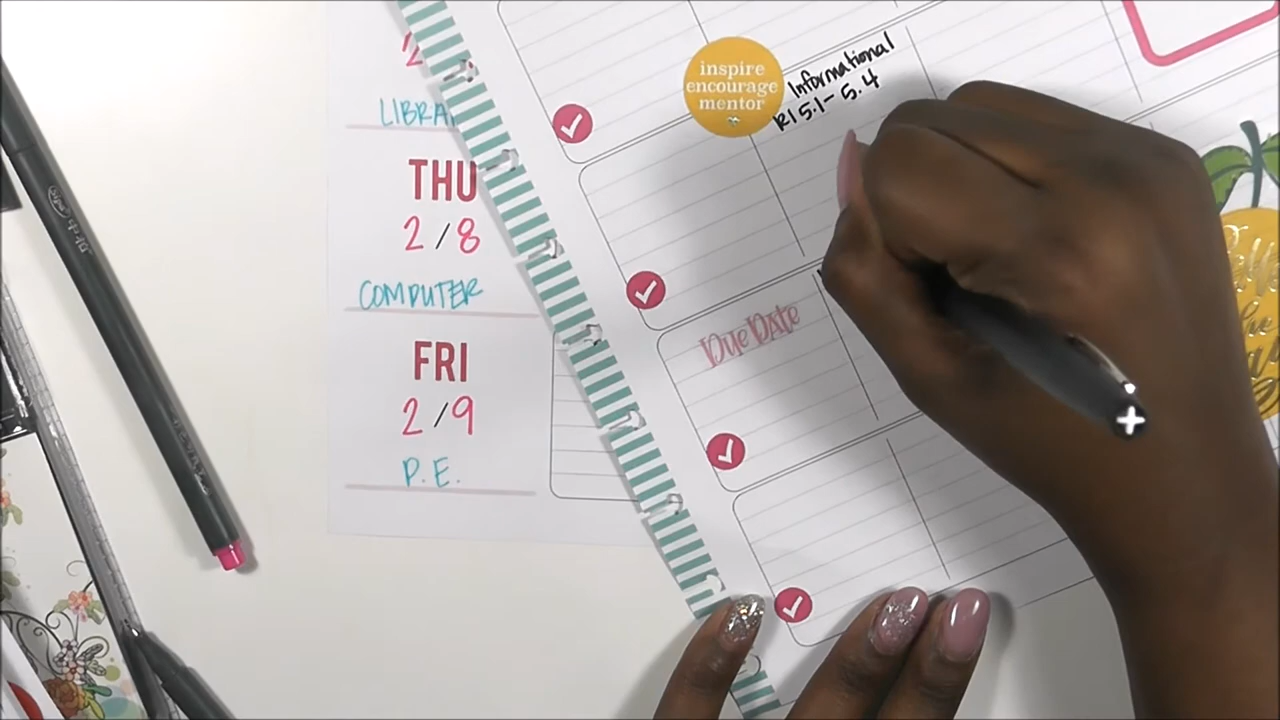 LIBRA
THU
2/8
COMPUTER
FRI
2/9
P.E.
inspire
encourage
mentor
Informational
RI 5.1- 5.4
Due Date